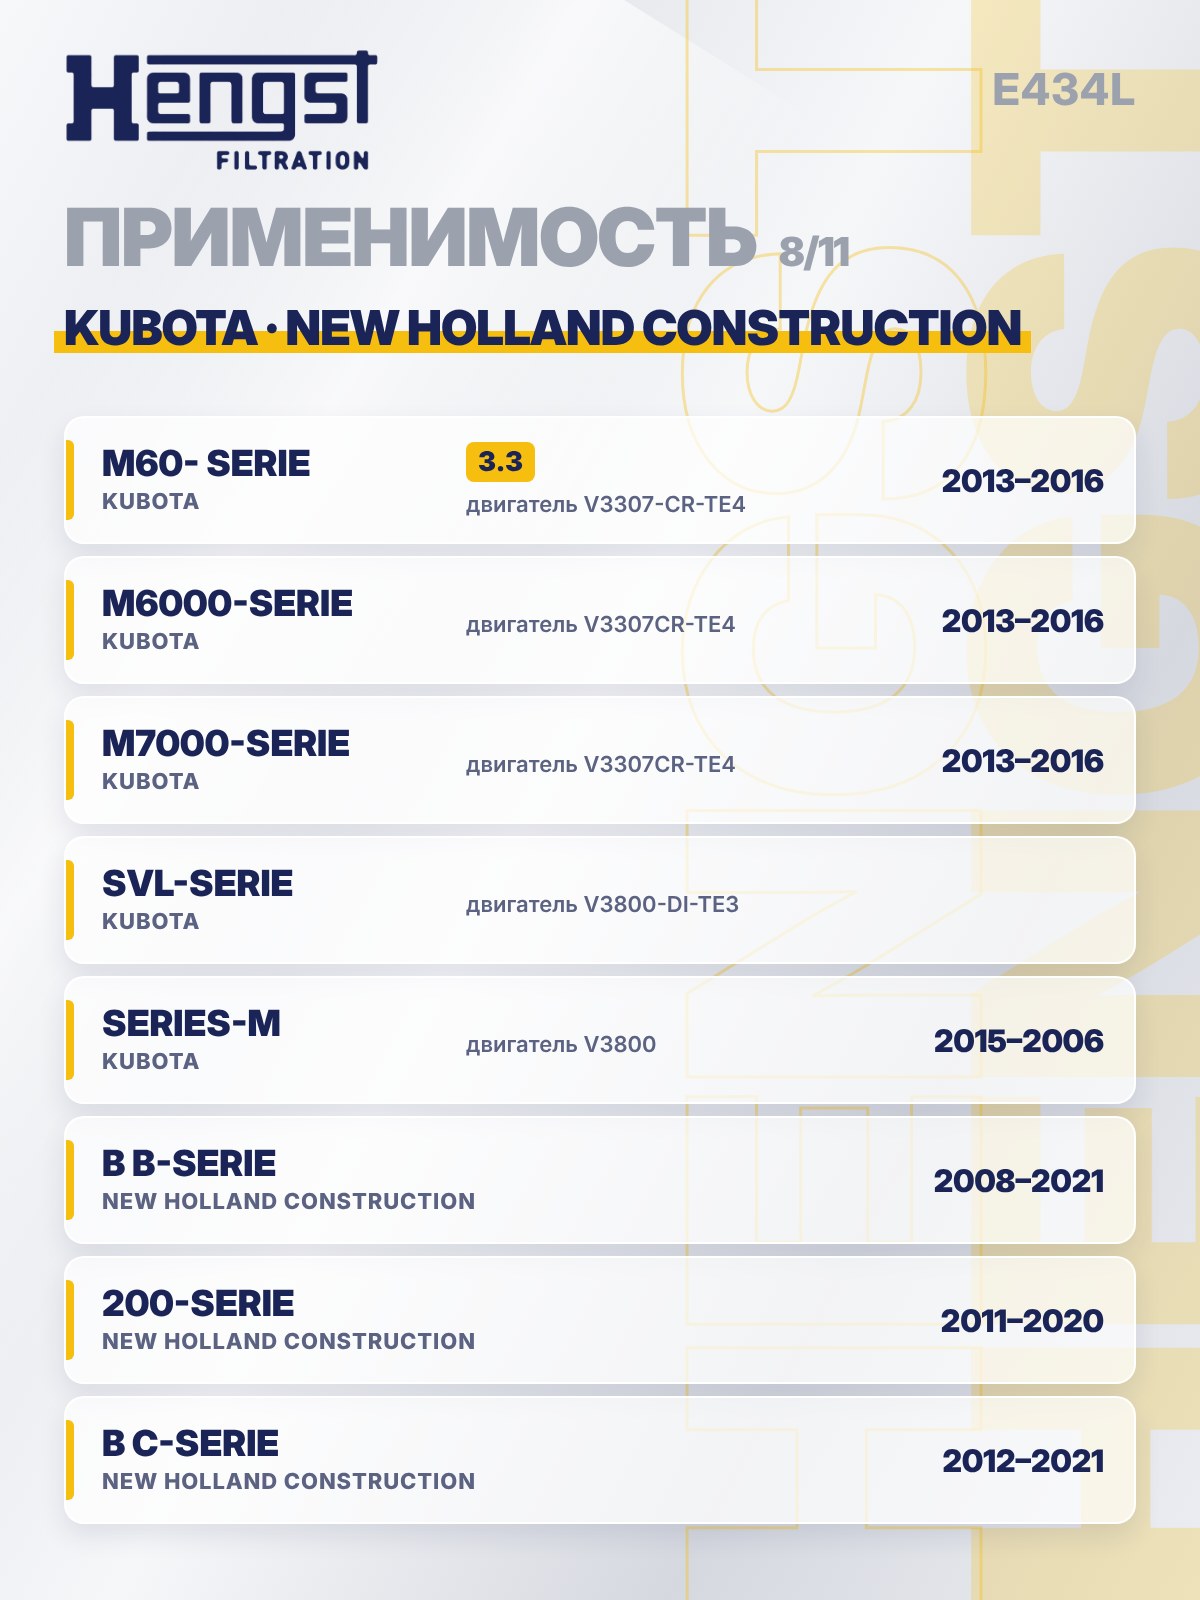 Hengst
FILTRATION
E434L
ПРИМЕНИМОСТЬ 8/11
KUBOTA · NEW HOLLAND CONSTRUCTION
M60- SERIE
KUBOTA
3.3
двигатель V3307-CR-TE4
2013–2016
M6000-SERIE
KUBOTA
двигатель V3307CR-TE4
2013–2016
M7000-SERIE
KUBOTA
двигатель V3307CR-TE4
2013–2016
SVL-SERIE
KUBOTA
двигатель V3800-DI-TE3
SERIES-M
KUBOTA
двигатель V3800
2015–2006
B B-SERIE
NEW HOLLAND CONSTRUCTION
2008–2021
200-SERIE
NEW HOLLAND CONSTRUCTION
2011–2020
B C-SERIE
NEW HOLLAND CONSTRUCTION
2012–2021
HENGST
HENGST